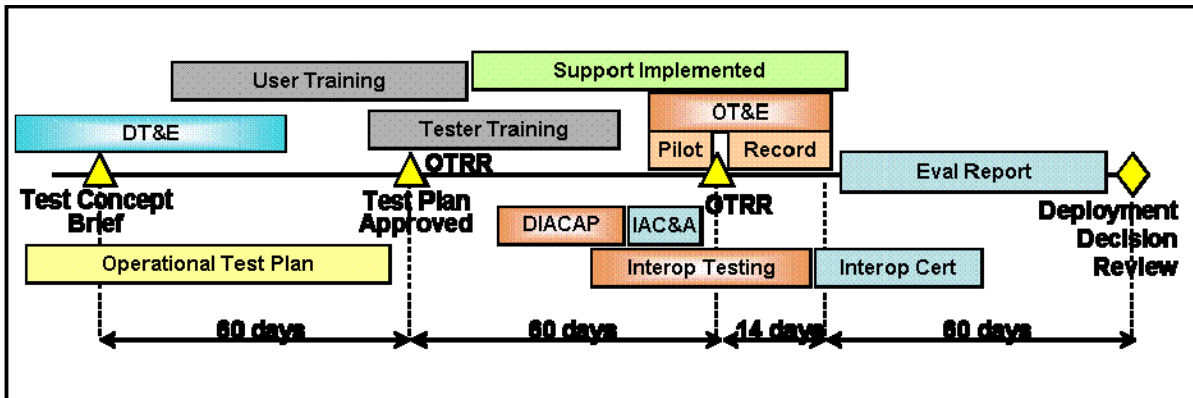 Support Implemented
User Training
OT&E
DT&E
Tester Training
Pilot
Record
OTRR
Eval Report
Test Concept
Brief
Test Plan
Approved
OTRR
Deployment
Decision
Review
DIACAP
IAC&A
Operational Test Plan
Interop Testing
Interop Cert
60 days
60 days
14 days
60 days